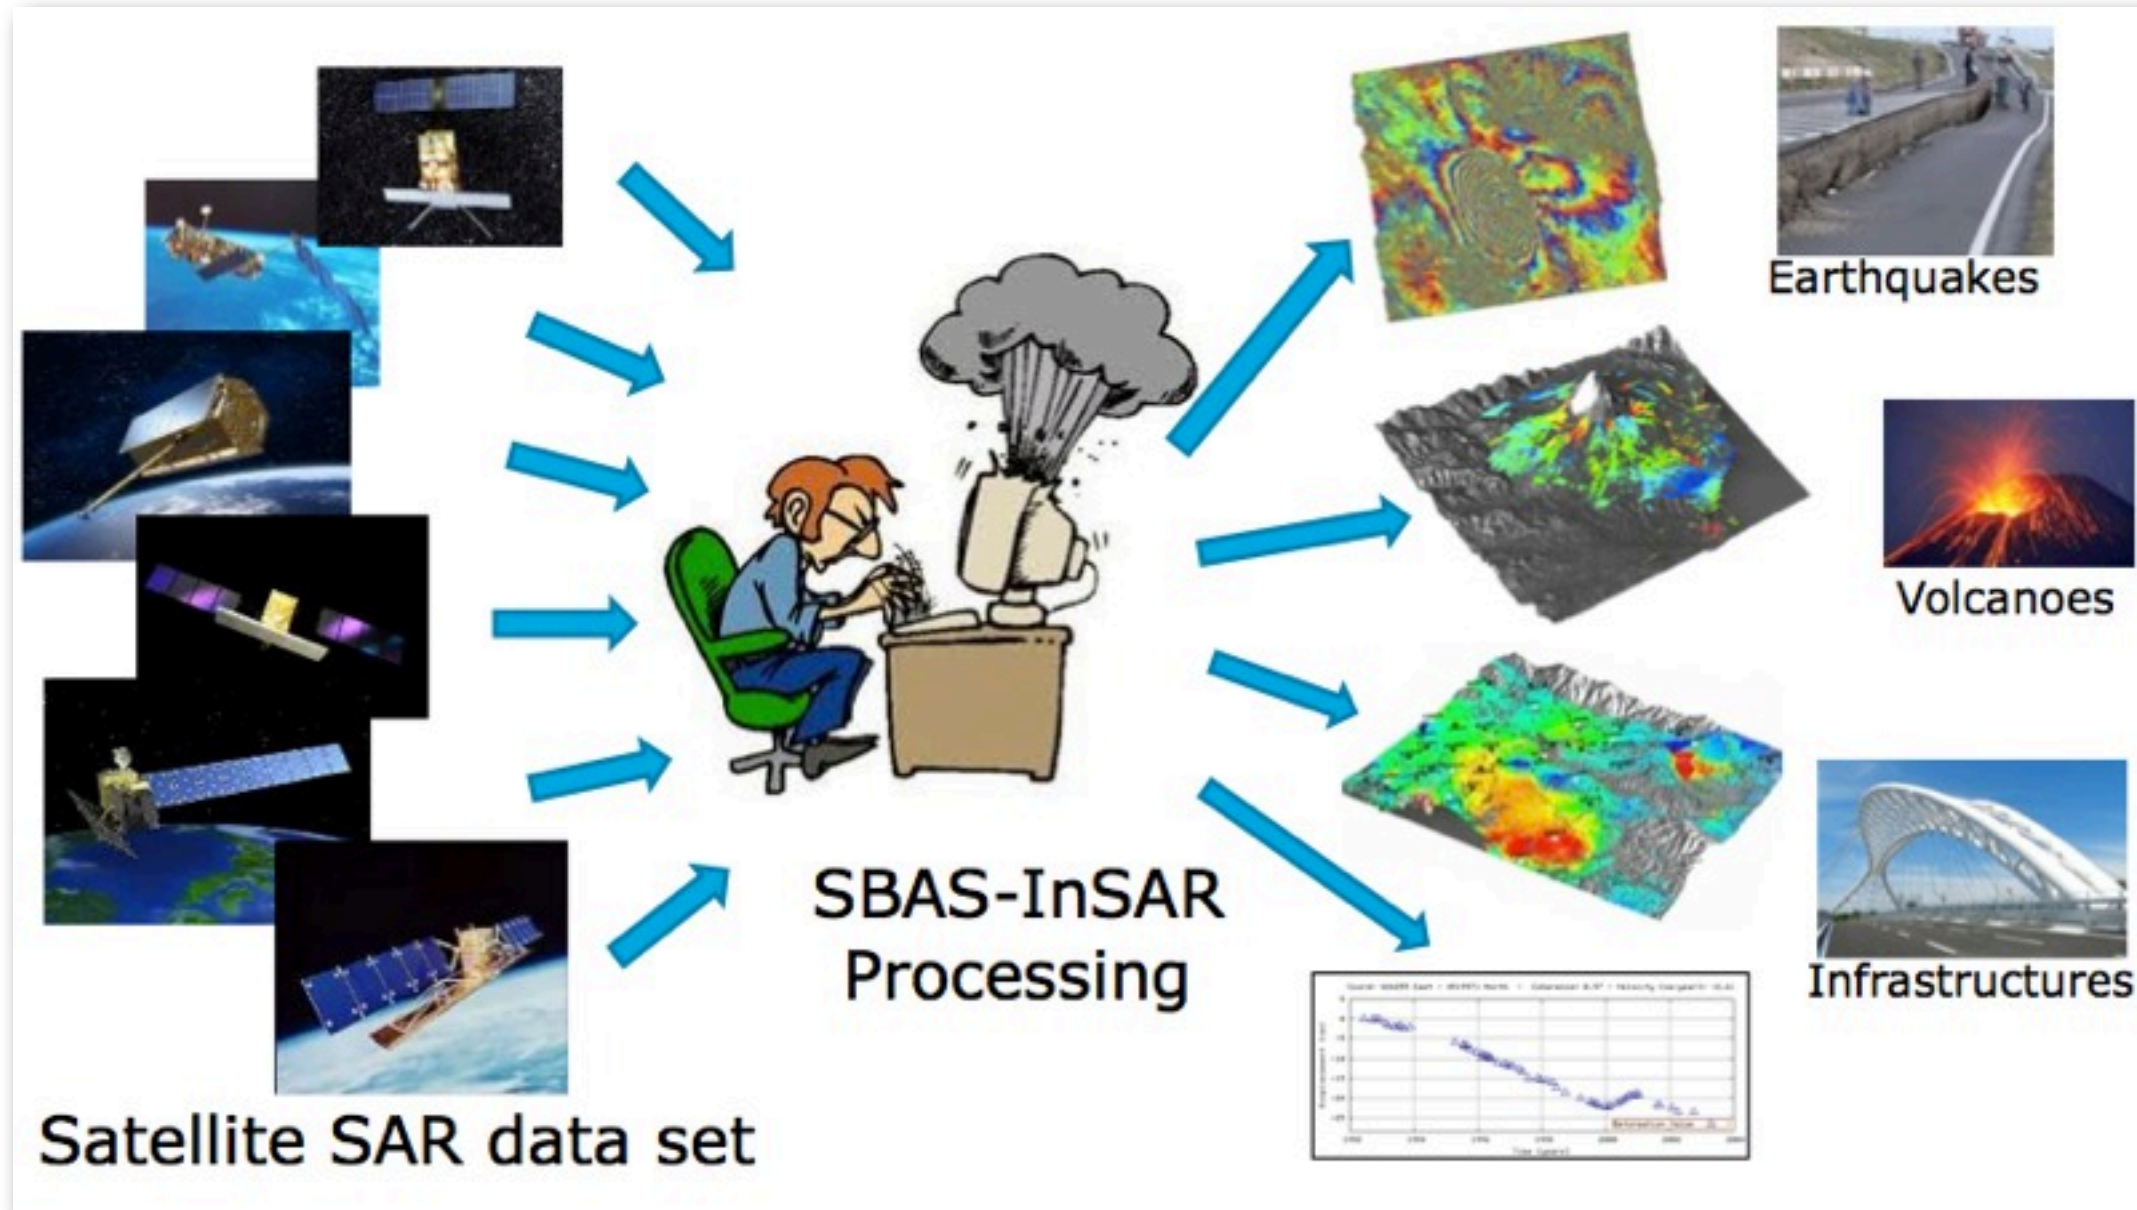 Earthquakes
Volcanoes
SBAS-InSAR
Processing
Infrastructures
Satellite SAR data set